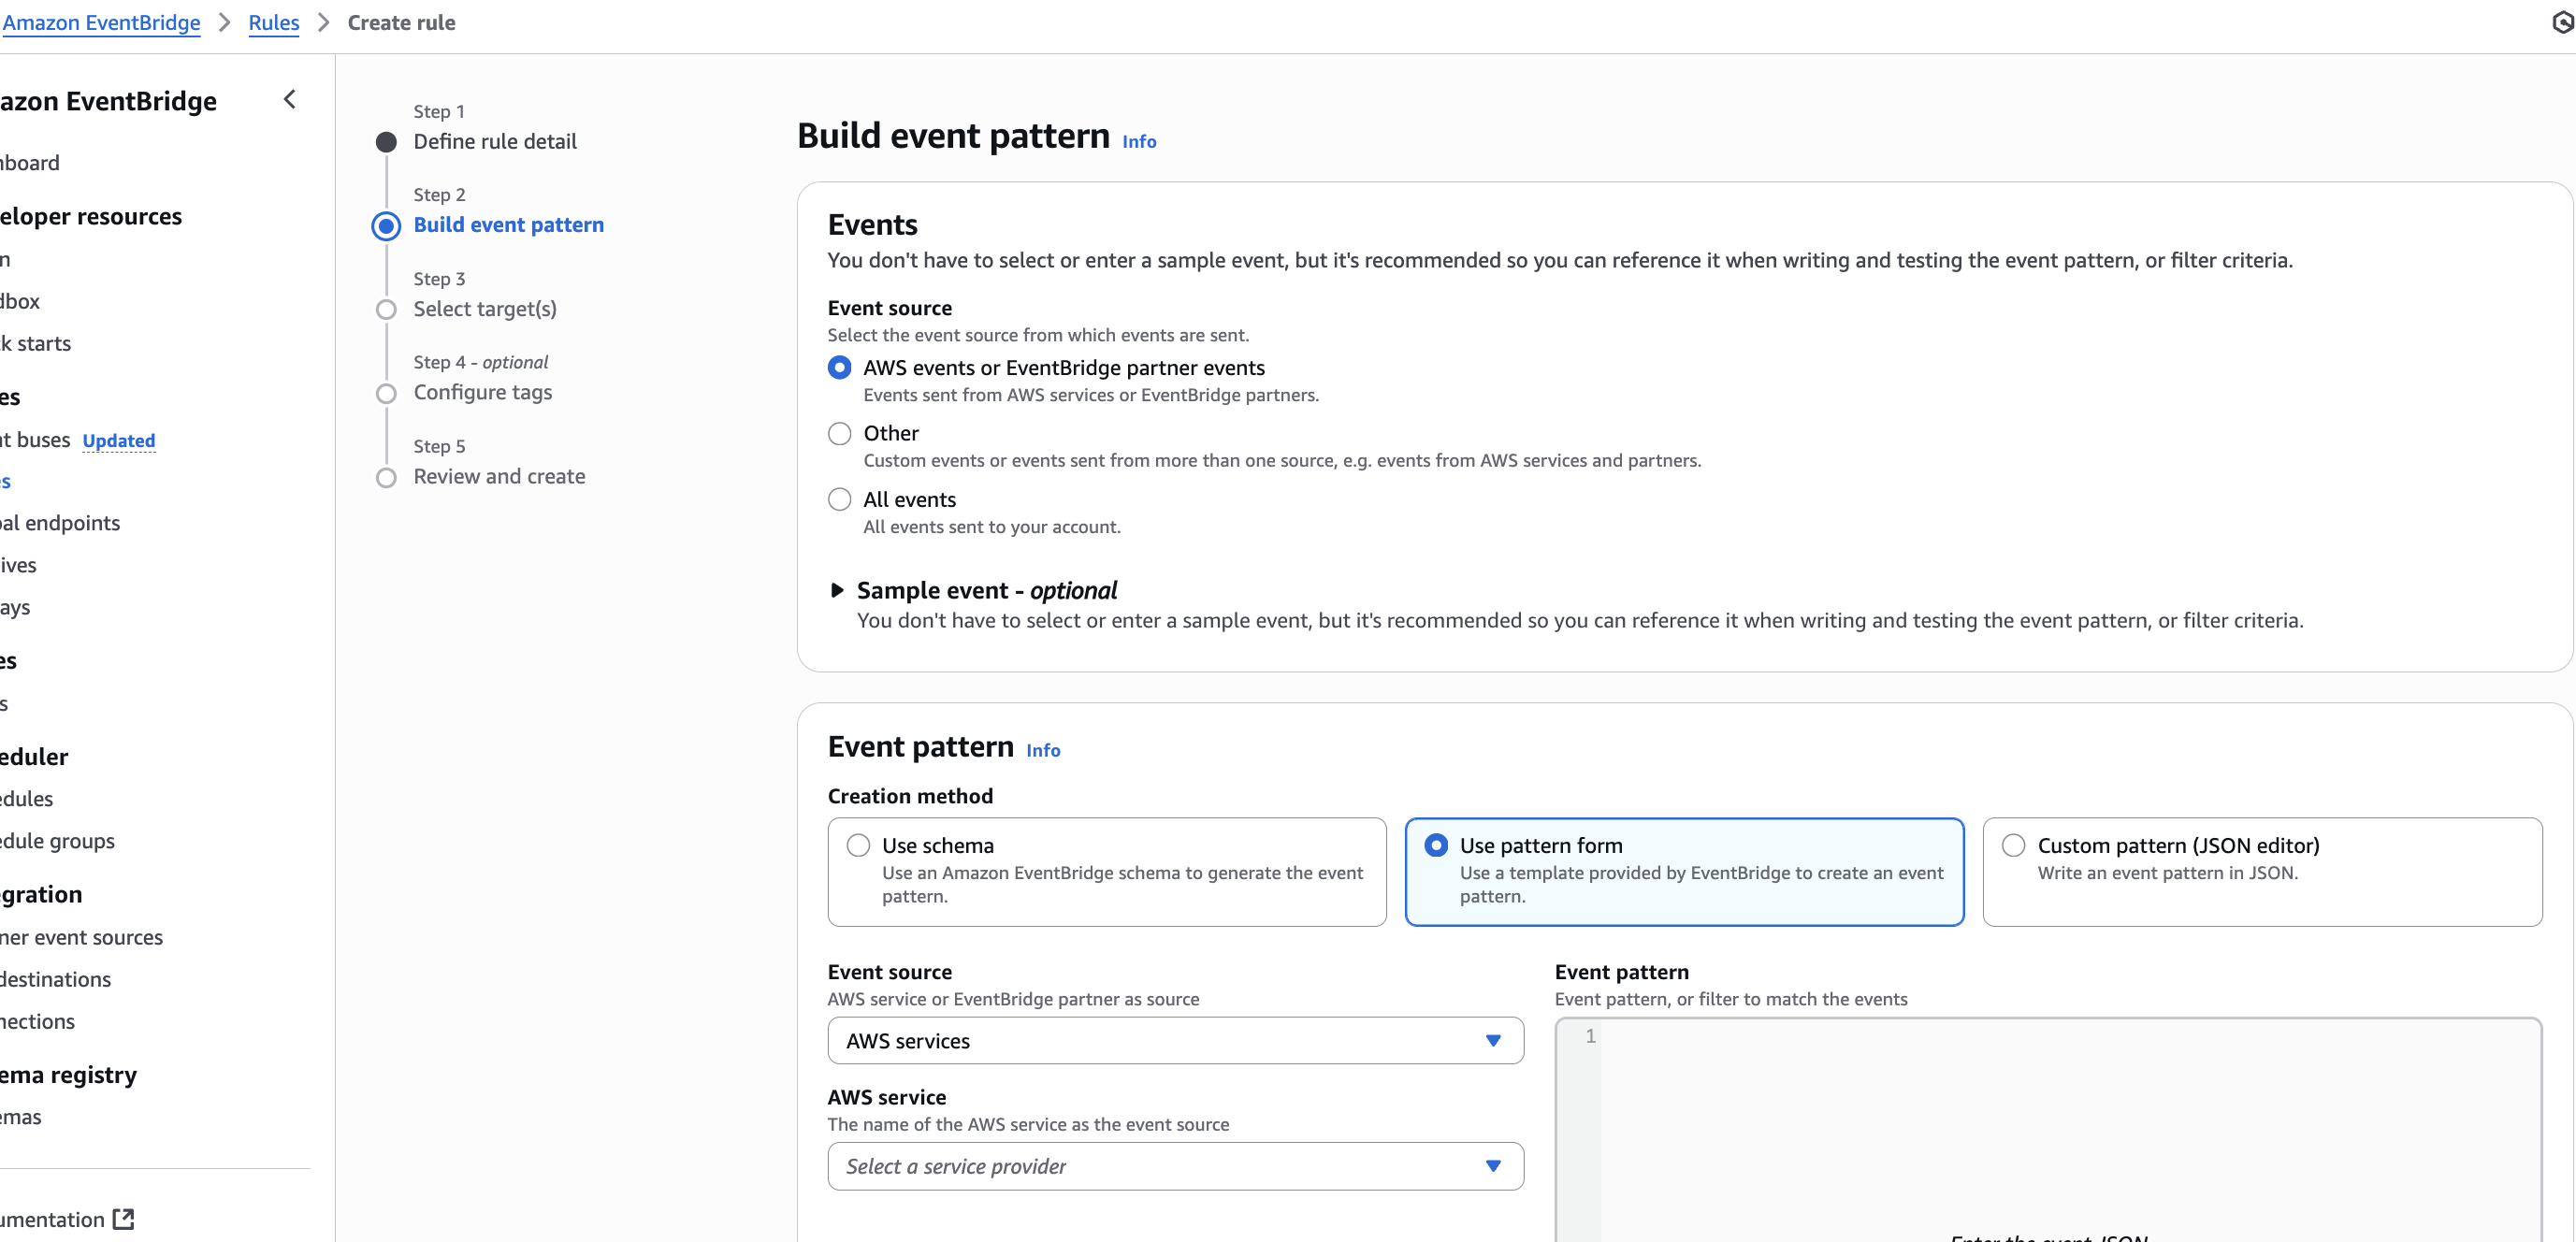 Amazon EventBridge > Rules > Create rule
azon EventBridge
board
eloper resources
n
dbox
k starts
es
t buses Updated
es
al endpoints
ives
ays
es
s
eduler
edules
edule groups
gration
ner event sources
destinations
nections
ema registry
emas
umentation
Step 1
Define rule detail
Step 2
Build event pattern
Step 3
Select target(s)
Step 4 - optional
Configure tags
Step 5
Review and create
Build event pattern Info
Events
You don't have to select or enter a sample event, but it's recommended so you can reference it when writing and testing the event pattern, or filter criteria.
Event source
Select the event source from which events are sent.
AWS events or EventBridge partner events
Events sent from AWS services or EventBridge partners.
Other
Custom events or events sent from more than one source, e.g. events from AWS services and partners.
All events
All events sent to your account.
Sample event - optional
You don't have to select or enter a sample event, but it's recommended so you can reference it when writing and testing the event pattern, or filter criteria.
Event pattern Info
Creation method
Use schema
Use an Amazon EventBridge schema to generate the event
pattern.
Use pattern form
Use a template provided by EventBridge to create an event
pattern.
Custom pattern (JSON editor)
Write an event pattern in JSON.
Event source
AWS service or EventBridge partner as source
AWS services
AWS service
The name of the AWS service as the event source
Select a service provider
Event pattern
Event pattern, or filter to match the events
1
Enter the event JSON